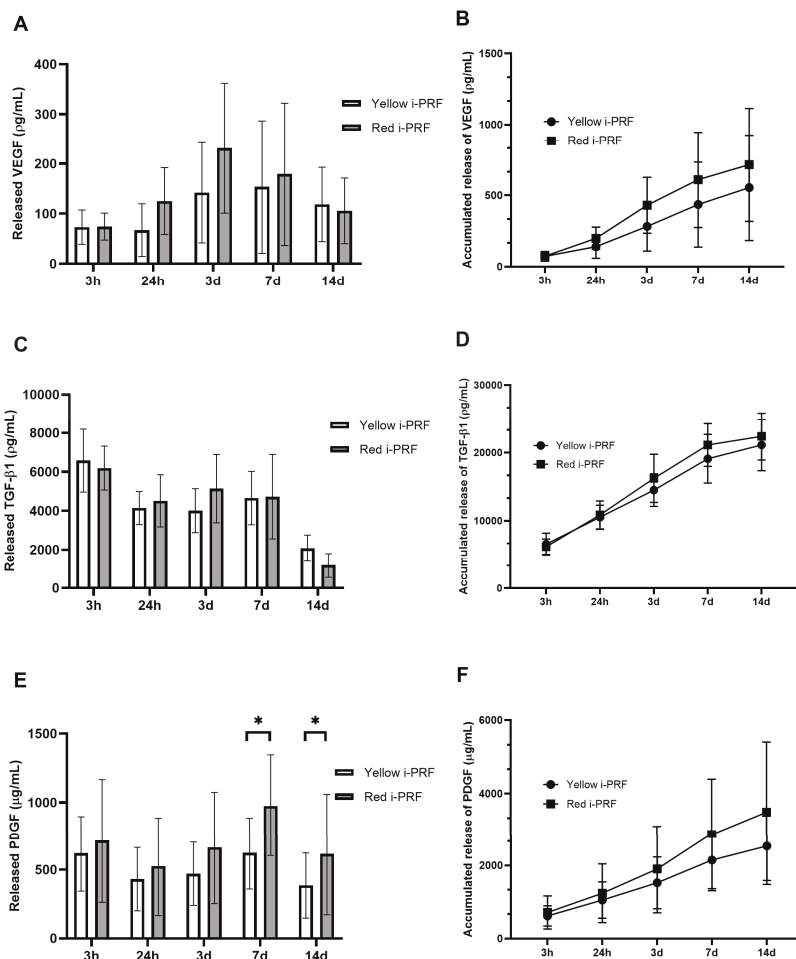 A
Released VEGF (ρg/mL)
400
300
200
100
0
3h 24h 3d 7d 14d
Yellow i-PRF
Red i-PRF
B
Accumulated release of VEGF (ρg/mL)
1500
1000
500
0
3h 24h 3d 7d 14d
Yellow i-PRF
Red i-PRF
C
Released TGF-β1 (ρg/mL)
10000
8000
6000
4000
2000
0
3h 24h 3d 7d 14d
Yellow i-PRF
Red i-PRF
D
Accumulated release of TGF-β1 (ρg/mL)
30000
20000
10000
0
3h 24h 3d 7d 14d
Yellow i-PRF
Red i-PRF
E
Released PDGF (µg/mL)
1500
1000
500
0
* *
3h 24h 3d 7d 14d
Yellow i-PRF
Red i-PRF
F
Accumulated release of PDGF (µg/mL)
6000
4000
2000
0
3h 24h 3d 7d 14d
Yellow i-PRF
Red i-PRF